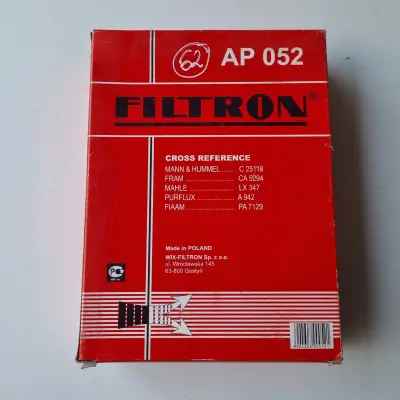 62 AP 052
FILTRON®
CROSS REFERENCE
MANN & HUMMEL ...... C 25118
FRAM ...................... CA 5294
MAHLE .................... LX 347
PURFLUX ................. A 942
FIAAM ..................... PA 7129
Made in POLAND
WIX-FILTRON Sp. z o.o.
ul. Wrocławska 145
63-800 Gostyń